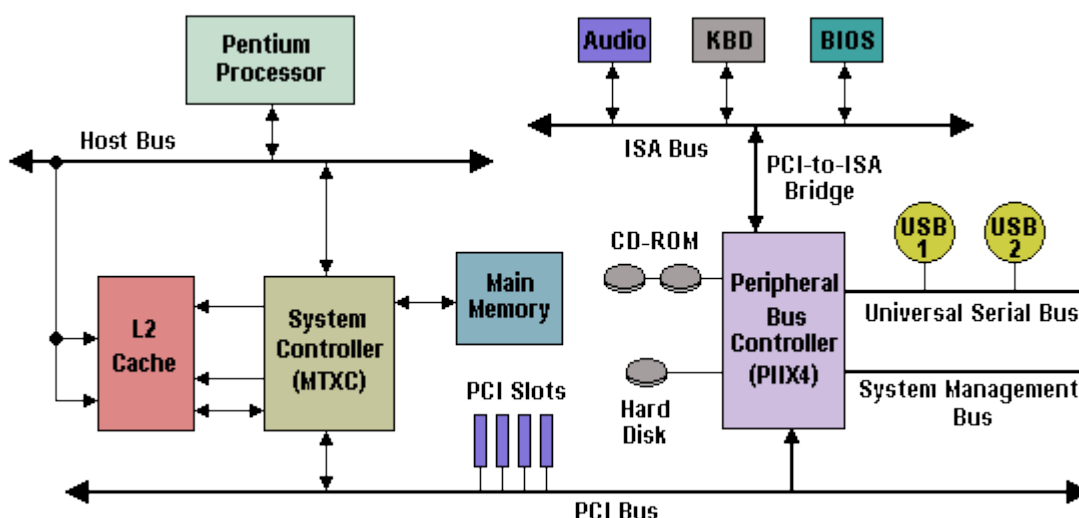 Pentium
Processor
Audio
KBD
BIOS
Host Bus
ISA Bus
PCI-to-ISA
Bridge
CD-ROM
USB
1
USB
2
L2
Cache
System
Controller
(MTXC)
Main
Memory
Peripheral
Bus
Controller
(PIIX4)
Universal Serial Bus
System Management
Bus
PCI Slots
Hard
Disk
PCI Bus